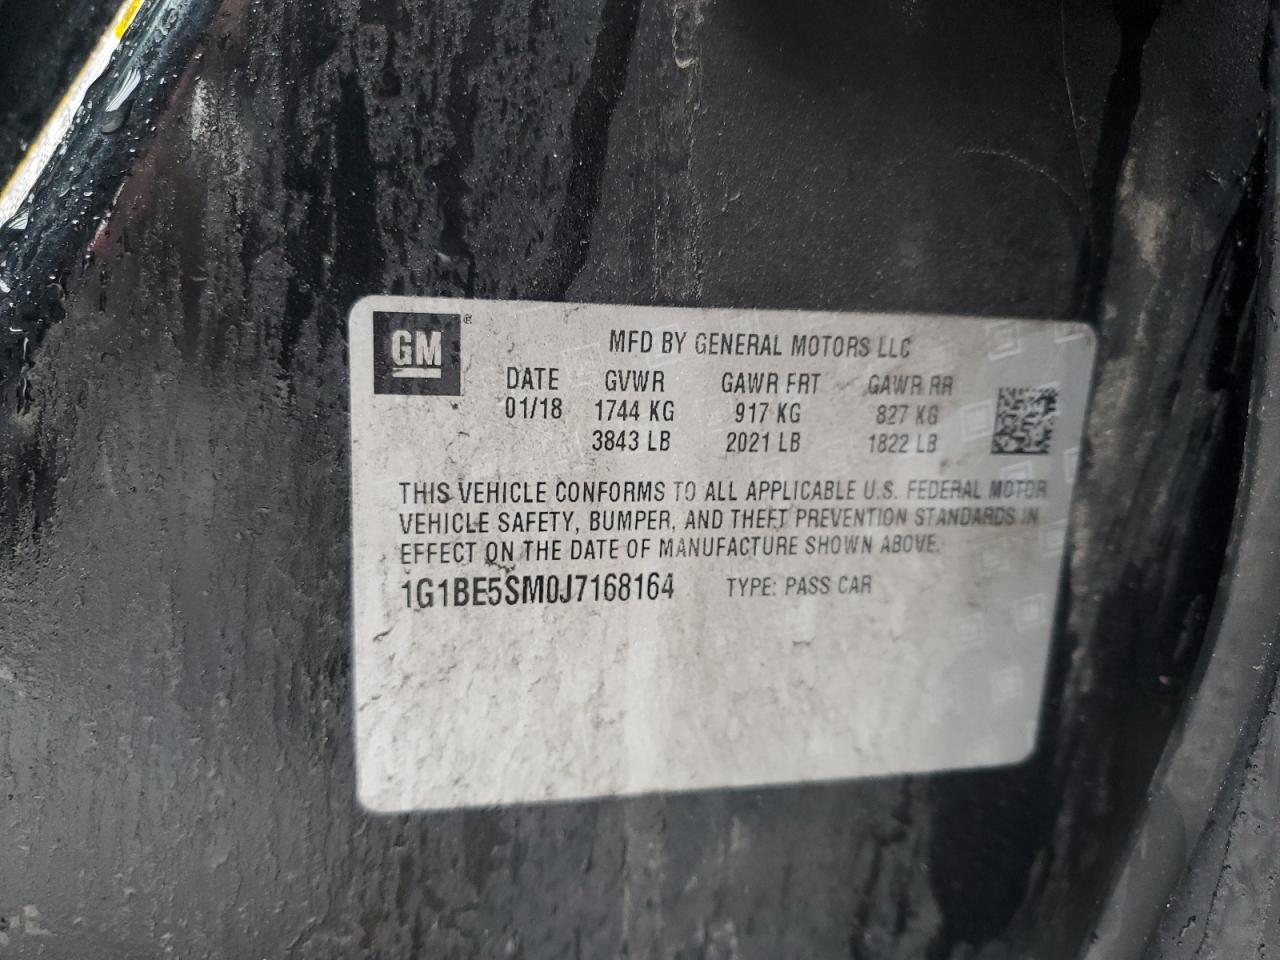 GM ®
MFD BY GENERAL MOTORS LLC
DATE GVWR GAWR FRT GAWR RR
01/18 1744 KG 917 KG 827 KG
3843 LB 2021 LB 1822 LB
THIS VEHICLE CONFORMS TO ALL APPLICABLE U.S. FEDERAL MOTOR
VEHICLE SAFETY, BUMPER, AND THEFT PREVENTION STANDARDS IN
EFFECT ON THE DATE OF MANUFACTURE SHOWN ABOVE.
1G1BE5SM0J7168164 TYPE: PASS CAR